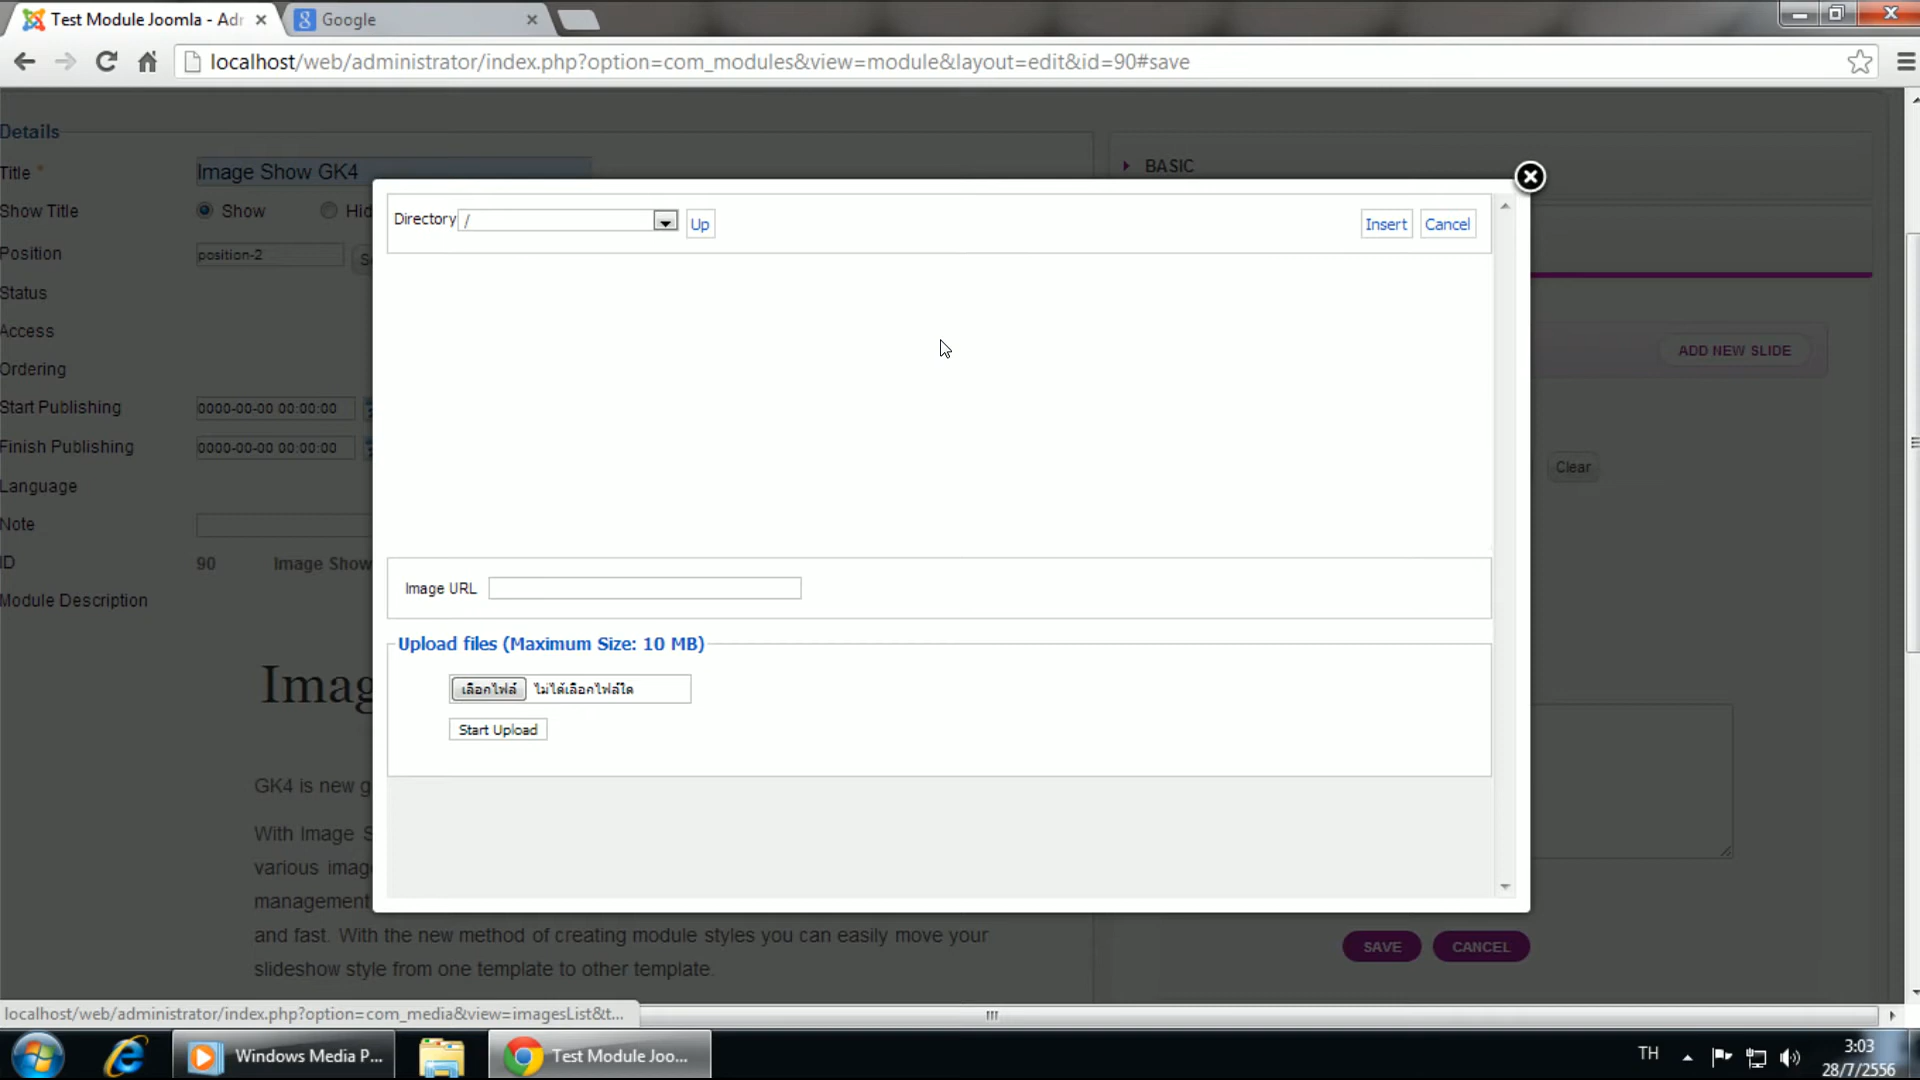 Test Module Joomla - Adr
Google
localhost/web/administrator/index.php?option=com_modules&view=module&layout=edit&id=90#save
Details
Title *
Image Show GK4
BASIC
Show Title
Show
Hid
Directory
/
Up
Insert
Cancel
Position
position-2
Status
Access
ADD NEW SLIDE
Ordering
Start Publishing
0000-00-00 00:00:00
Finish Publishing
0000-00-00 00:00:00
Clear
Language
Note
ID
90
Image Show
Image URL
Module Description
Upload files (Maximum Size: 10 MB)
เลือกไฟล์
ไม่ได้เลือกไฟล์ใด
Imag
Start Upload
GK4 is new g
With Image S
various imag
management
and fast. With the new method of creating module styles you can easily move your
slideshow style from one template to other template.
SAVE
CANCEL
localhost/web/administrator/index.php?option=com_media&view=imagesList&t...
Windows Media P...
Test Module Joo...
TH
3:03
28/7/2556